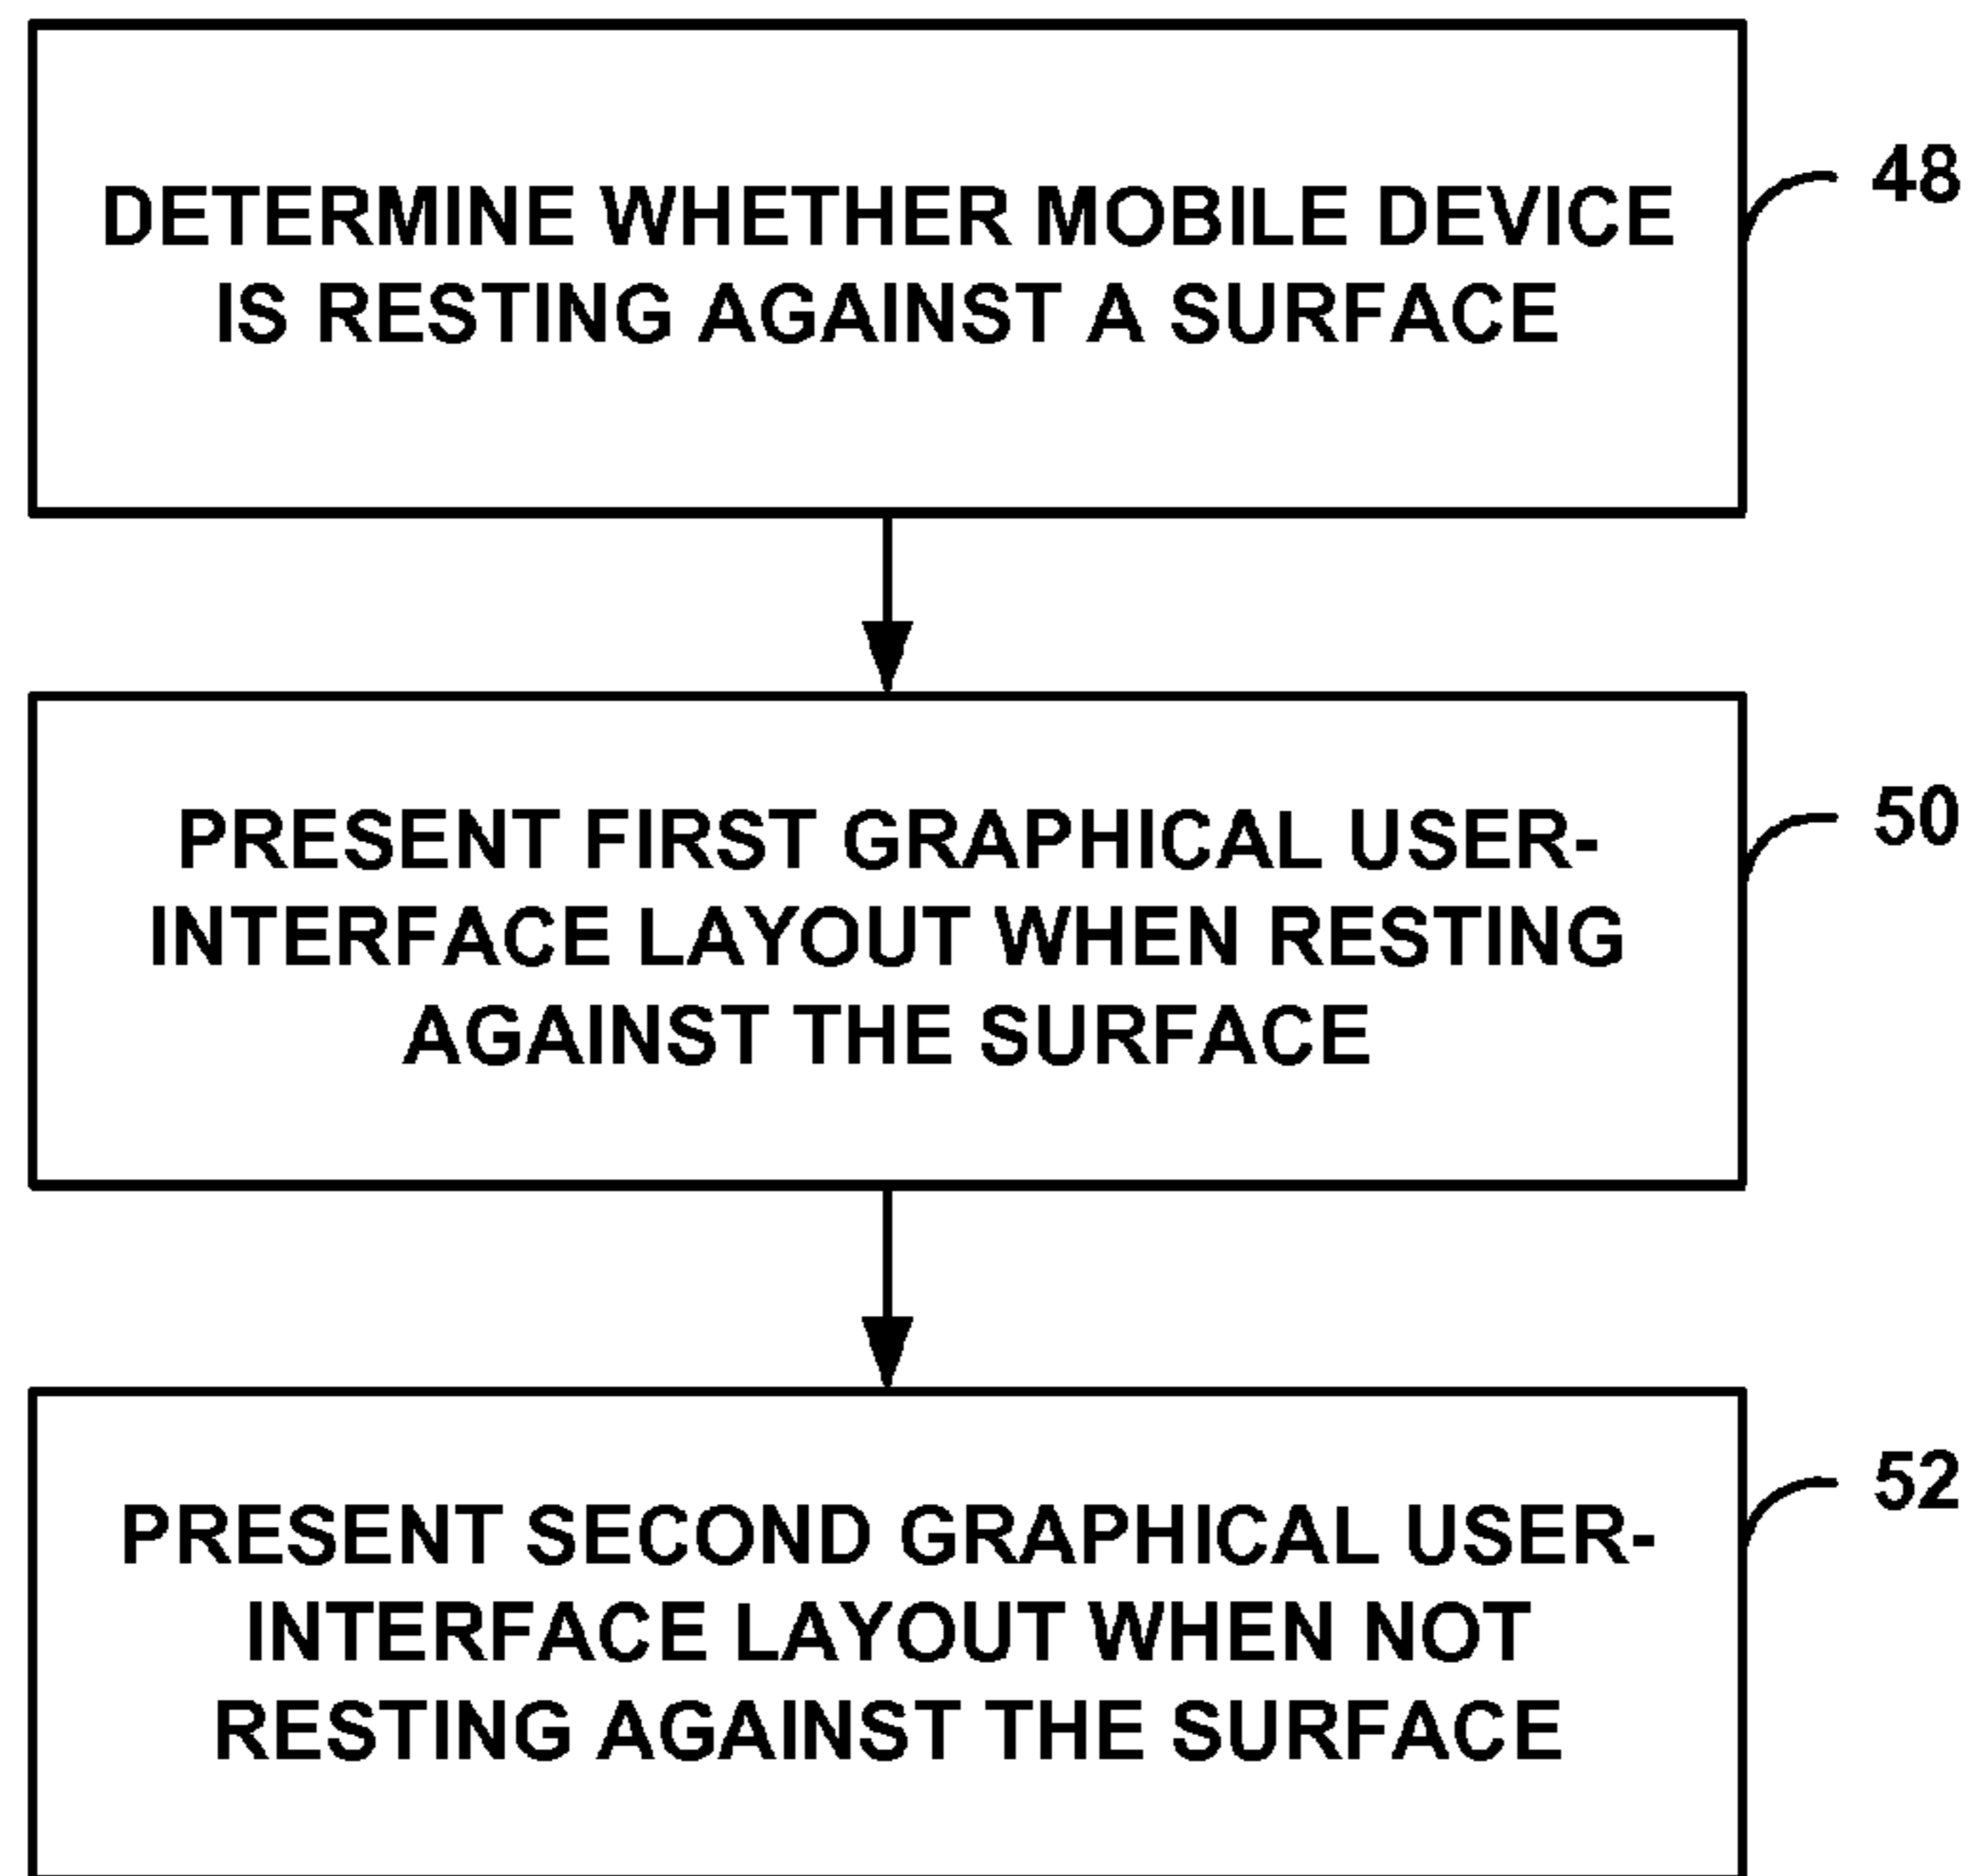 DETERMINE WHETHER MOBILE DEVICE
IS RESTING AGAINST A SURFACE
48
PRESENT FIRST GRAPHICAL USER-
INTERFACE LAYOUT WHEN RESTING
AGAINST THE SURFACE
50
PRESENT SECOND GRAPHICAL USER-
INTERFACE LAYOUT WHEN NOT
RESTING AGAINST THE SURFACE
52